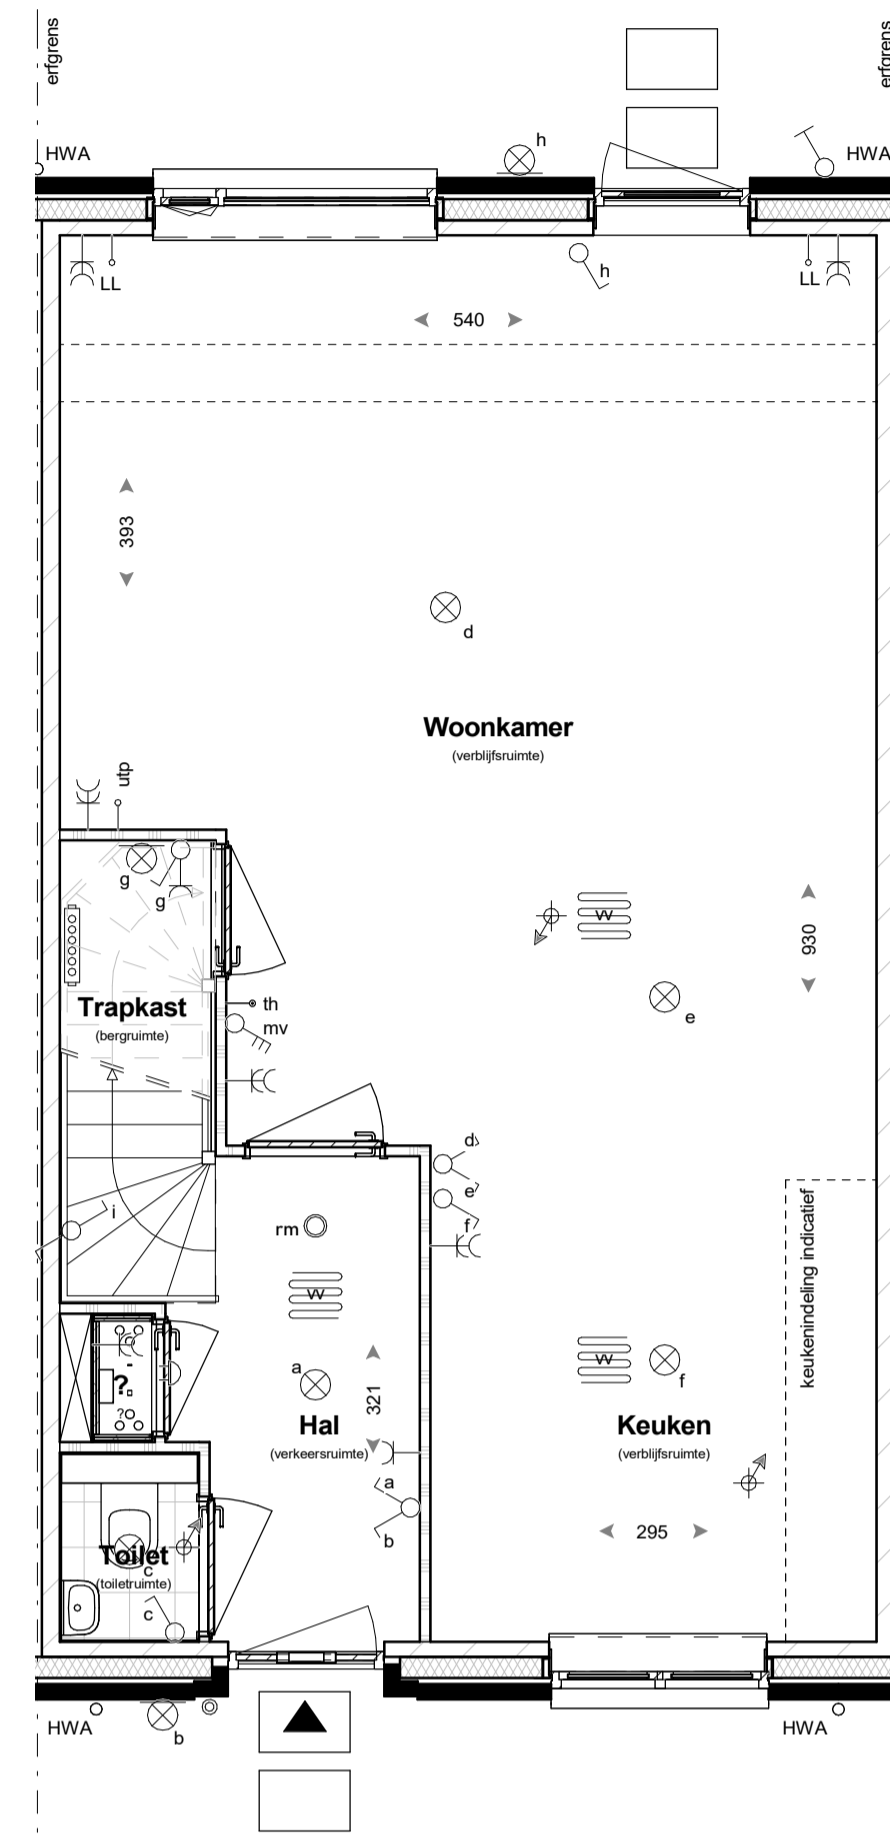 erfgrens
erfgrens
h
HWA
HWA
h
LL
LL
540
393
d
Woonkamer
(verblijfsruimte)
utp
g
g
930
e
Trapkast
(bergruimte)
th
mv
d
e
f
i
rm
keukenindeling indicatief
W
W
W
?
?
a
f
321
Hal
(verkeersruimte)
Keuken
(verblijfsruimte)
a
b
295
Toilet
c
(toiletruimte)
c
HWA
b
HWA